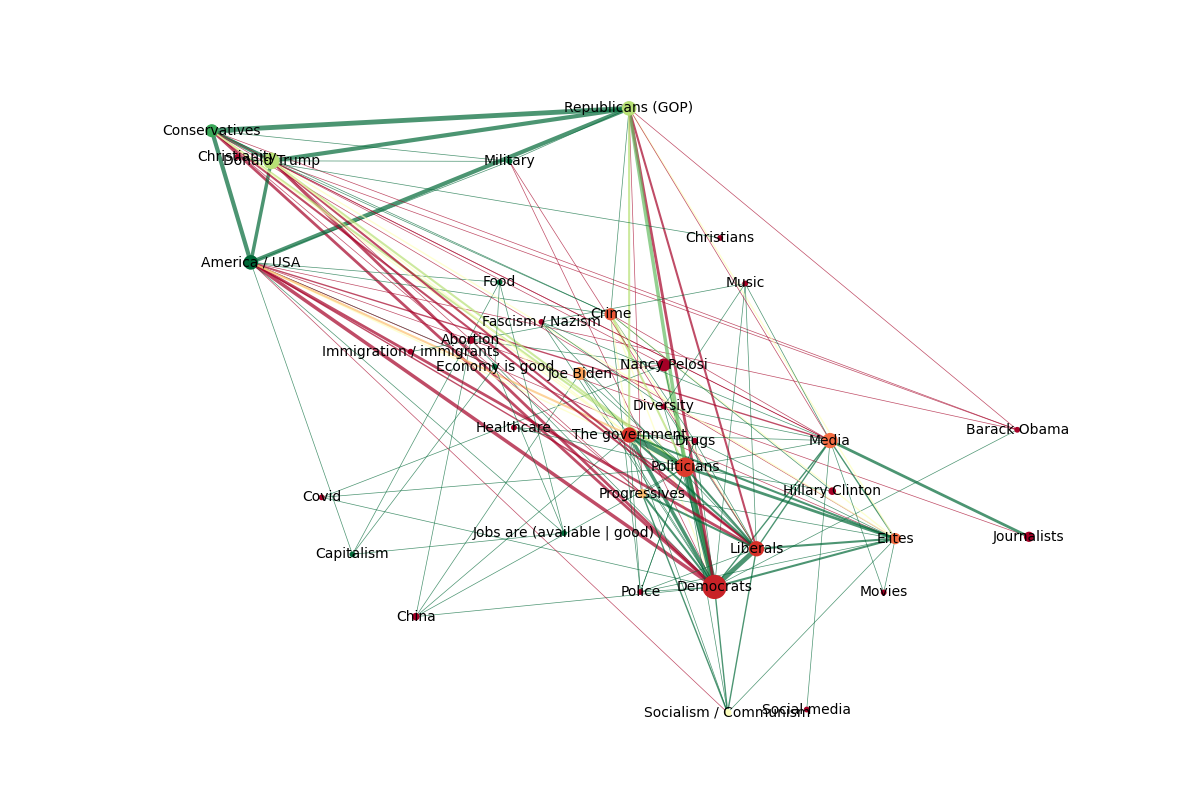 Republicans (GOP)
Conservatives
Christianity
Donald Trump
Military
Christians
America / USA
Food
Music
Crime
Fascism / Nazism
Abortion
Immigration / immigrants
Economy is good
Joe Biden
Nancy Pelosi
Diversity
Healthcare
The government
Drugs
Media
Barack Obama
Politicians
Progressives
Hillary Clinton
Covid
Jobs are (available | good)
Capitalism
Liberals
Elites
Journalists
Police
Democrats
Movies
China
Socialism / Communism
Social media